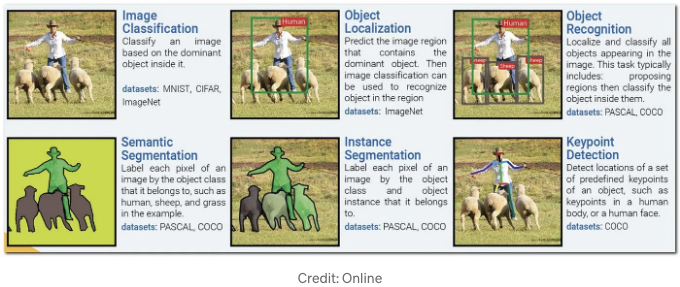 Image
Classification
Classify an image
based on the dominant
object inside it.
datasets: MNIST, CIFAR,
ImageNet
Human
Object
Localization
Predict the image region
that contains the
dominant object. Then
image classification can
be used to recognize
object in the region
datasets: ImageNet
Human
Sheep
Object
Recognition
Localize and classify all
objects appearing in the
image. This task typically
includes: proposing
regions then classify the
object inside them.
datasets: PASCAL, COCO
Semantic
Segmentation
Label each pixel of an
image by the object class
that it belongs to, such as
human, sheep, and grass
in the example.
datasets: PASCAL, COCO
Instance
Segmentation
Label each pixel of an
image by the object
class and object
instance that it belongs
to.
datasets: PASCAL, COCO
Keypoint
Detection
Detect locations of a set
of predefined keypoints
of an object, such as
keypoints in a human
body, or a human face.
datasets: COCO
Credit: Online